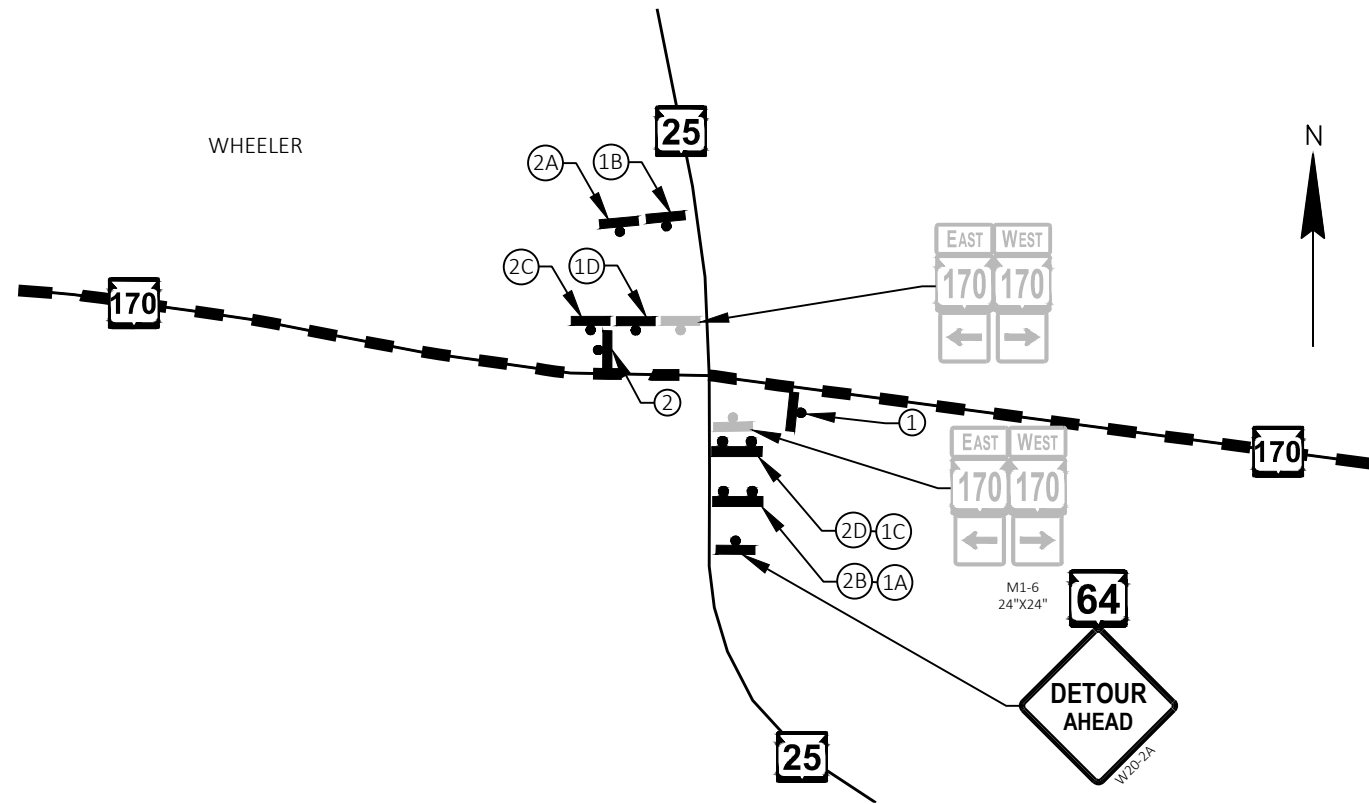 25
N
WHEELER
2A 1B
EAST WEST
2C 1D
170 170
170
2
1
EAST WEST
170
170 170
2D 1C
2B 1A
M1-6
24"X24"
64
DETOUR
AHEAD
W20-2A
25